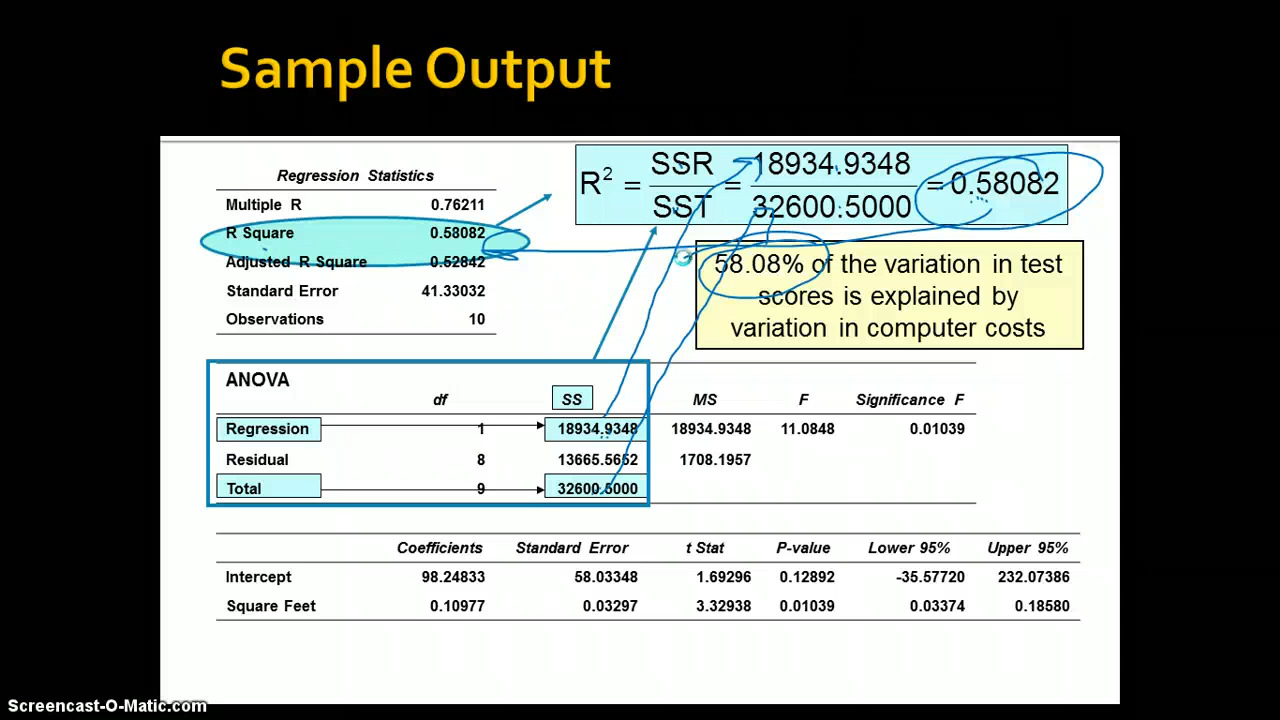 Sample Output
Regression Statistics
Multiple R 0.76211
R Square 0.58082
Adjusted R Square 0.52842
Standard Error 41.33032
Observations 10
R² = SSR / SST = 18934.9348 / 32600.5000 = 0.58082
58.08% of the variation in test
scores is explained by
variation in computer costs
ANOVA
df SS MS F Significance F
Regression 1 18934.9348 18934.9348 11.0848 0.01039
Residual 8 13665.5652 1708.1957
Total 9 32600.5000
Coefficients Standard Error t Stat P-value Lower 95% Upper 95%
Intercept 98.24833 58.03348 1.69296 0.12892 -35.57720 232.07386
Square Feet 0.10977 0.03297 3.32938 0.01039 0.03374 0.18580
Screencast-O-Matic.com